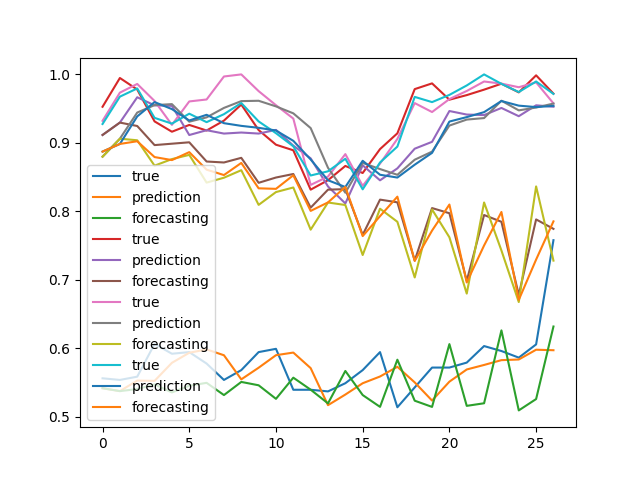 1.0
0.9
0.8
0.7
0.6
0.5
true
prediction
forecasting
true
prediction
forecasting
true
prediction
forecasting
true
prediction
forecasting
0 5 10 15 20 25